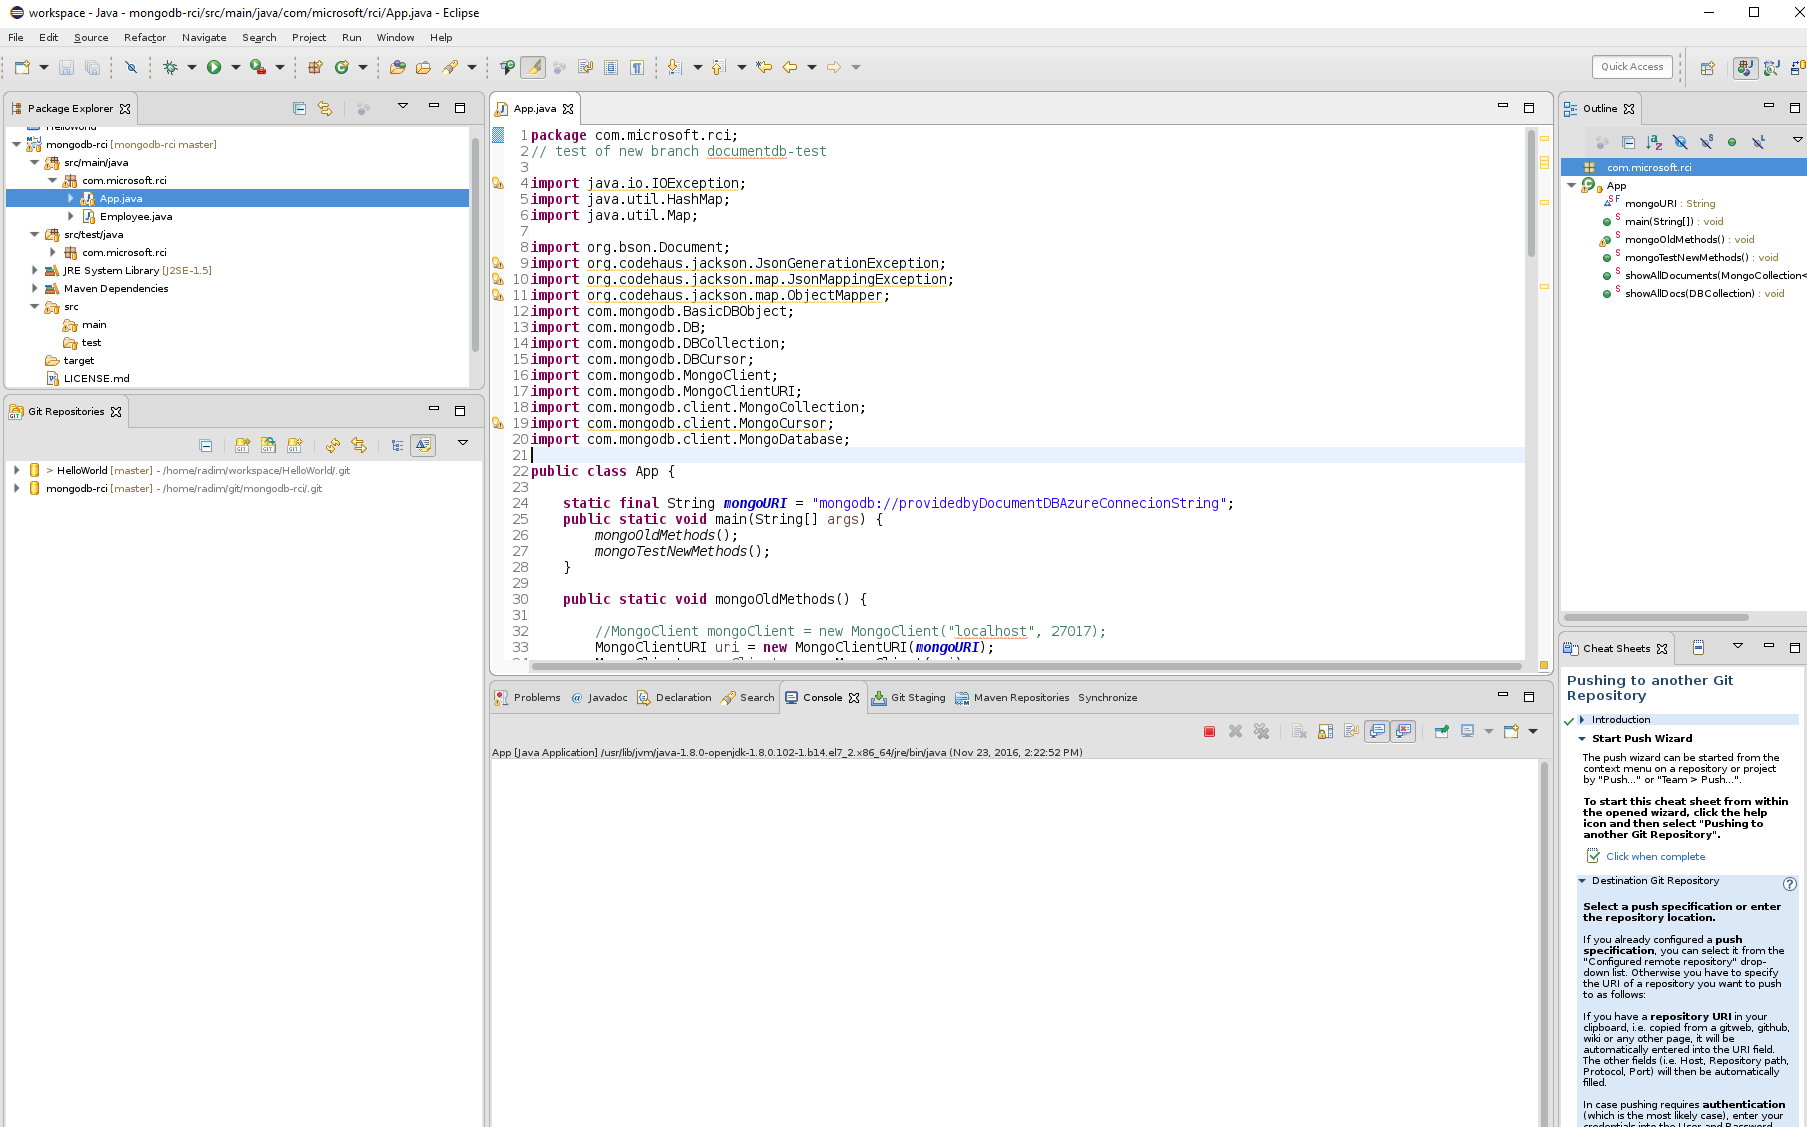 workspace - Java - mongodb-rci/src/main/java/com/microsoft/rci/App.java - Eclipse
File Edit Source Refactor Navigate Search Project Run Window Help
Quick Access
Package Explorer
HelloWorld
mongodb-rci [mongodb-rci master]
src/main/java
com.microsoft.rci
App.java
Employee.java
src/test/java
com.microsoft.rci
JRE System Library [J2SE-1.5]
Maven Dependencies
src
main
test
target
LICENSE.md
Git Repositories
> HelloWorld [master] - /home/radim/workspace/HelloWorld/.git
mongodb-rci [master] - /home/radim/git/mongodb-rci/.git
App.java
1 package com.microsoft.rci;
2 // test of new branch documentdb-test
3
4 import java.io.IOException;
5 import java.util.HashMap;
6 import java.util.Map;
7
8 import org.bson.Document;
9 import org.codehaus.jackson.JsonGenerationException;
10 import org.codehaus.jackson.map.JsonMappingException;
11 import org.codehaus.jackson.map.ObjectMapper;
12 import com.mongodb.BasicDBObject;
13 import com.mongodb.DB;
14 import com.mongodb.DBCollection;
15 import com.mongodb.DBCursor;
16 import com.mongodb.MongoClient;
17 import com.mongodb.MongoClientURI;
18 import com.mongodb.client.MongoCollection;
19 import com.mongodb.client.MongoCursor;
20 import com.mongodb.client.MongoDatabase;
21
22 public class App {
23
24 static final String mongoURI = "mongodb://providedbyDocumentDBAzureConnecionString";
25 public static void main(String[] args) {
26 mongoOldMethods();
27 mongoTestNewMethods();
28 }
29
30 public static void mongoOldMethods() {
31
32 //MongoClient mongoClient = new MongoClient("localhost", 27017);
33 MongoClientURI uri = new MongoClientURI(mongoURI);
Problems Javadoc Declaration Search Console Git Staging Maven Repositories Synchronize
App [Java Application] /usr/lib/jvm/java-1.8.0-openjdk-1.8.0.102-1.b14.el7_2.x86_64/jre/bin/java (Nov 23, 2016, 2:22:52 PM)
Outline
com.microsoft.rci
App
mongoURI : String
main(String[]) : void
mongoOldMethods() : void
mongoTestNewMethods() : void
showAllDocuments(MongoCollection<
showAllDocs(DBCollection) : void
Cheat Sheets
Pushing to another Git
Repository
Introduction
Start Push Wizard
The push wizard can be started from the
context menu on a repository or project
by "Push..." or "Team > Push...".
To start this cheat sheet from within
the opened wizard, click the help
icon and then select "Pushing to
another Git Repository".
Click when complete
Destination Git Repository
Select a push specification or enter
the repository location.
If you already configured a push
specification, you can select it from the
"Configured remote repository" drop-
down list. Otherwise you have to specify
the URI of a repository you want to push
to as follows:
If you have a repository URI in your
clipboard, i.e. copied from a gitweb, github,
wiki or any other page, it will be
automatically entered into the URI field.
The other fields (i.e. Host, Repository path,
Protocol, Port) will then be automatically
filled.
In case pushing requires authentication
(which is the most likely case), enter your